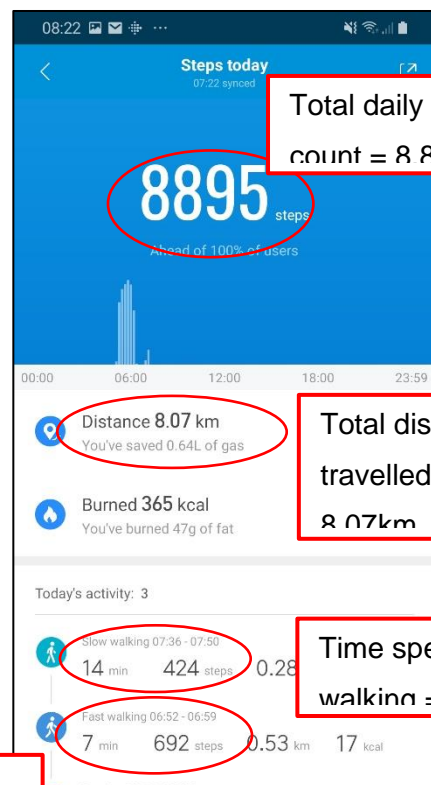 08:22
Steps today
07:22 synced
Total daily
count = 8.8
8895 steps
Ahead of 100% of users
00:00 06:00 12:00 18:00 23:59
Distance 8.07 km
You've saved 0.64L of gas
Total dis
travelled
8.07km
Burned 365 kcal
You've burned 47g of fat
Today's activity: 3
Slow walking 07:36 - 07:50
14 min 424 steps 0.28
Time spe
walking =
Fast walking 06:52 - 06:59
7 min 692 steps 0.53 km 17 kcal